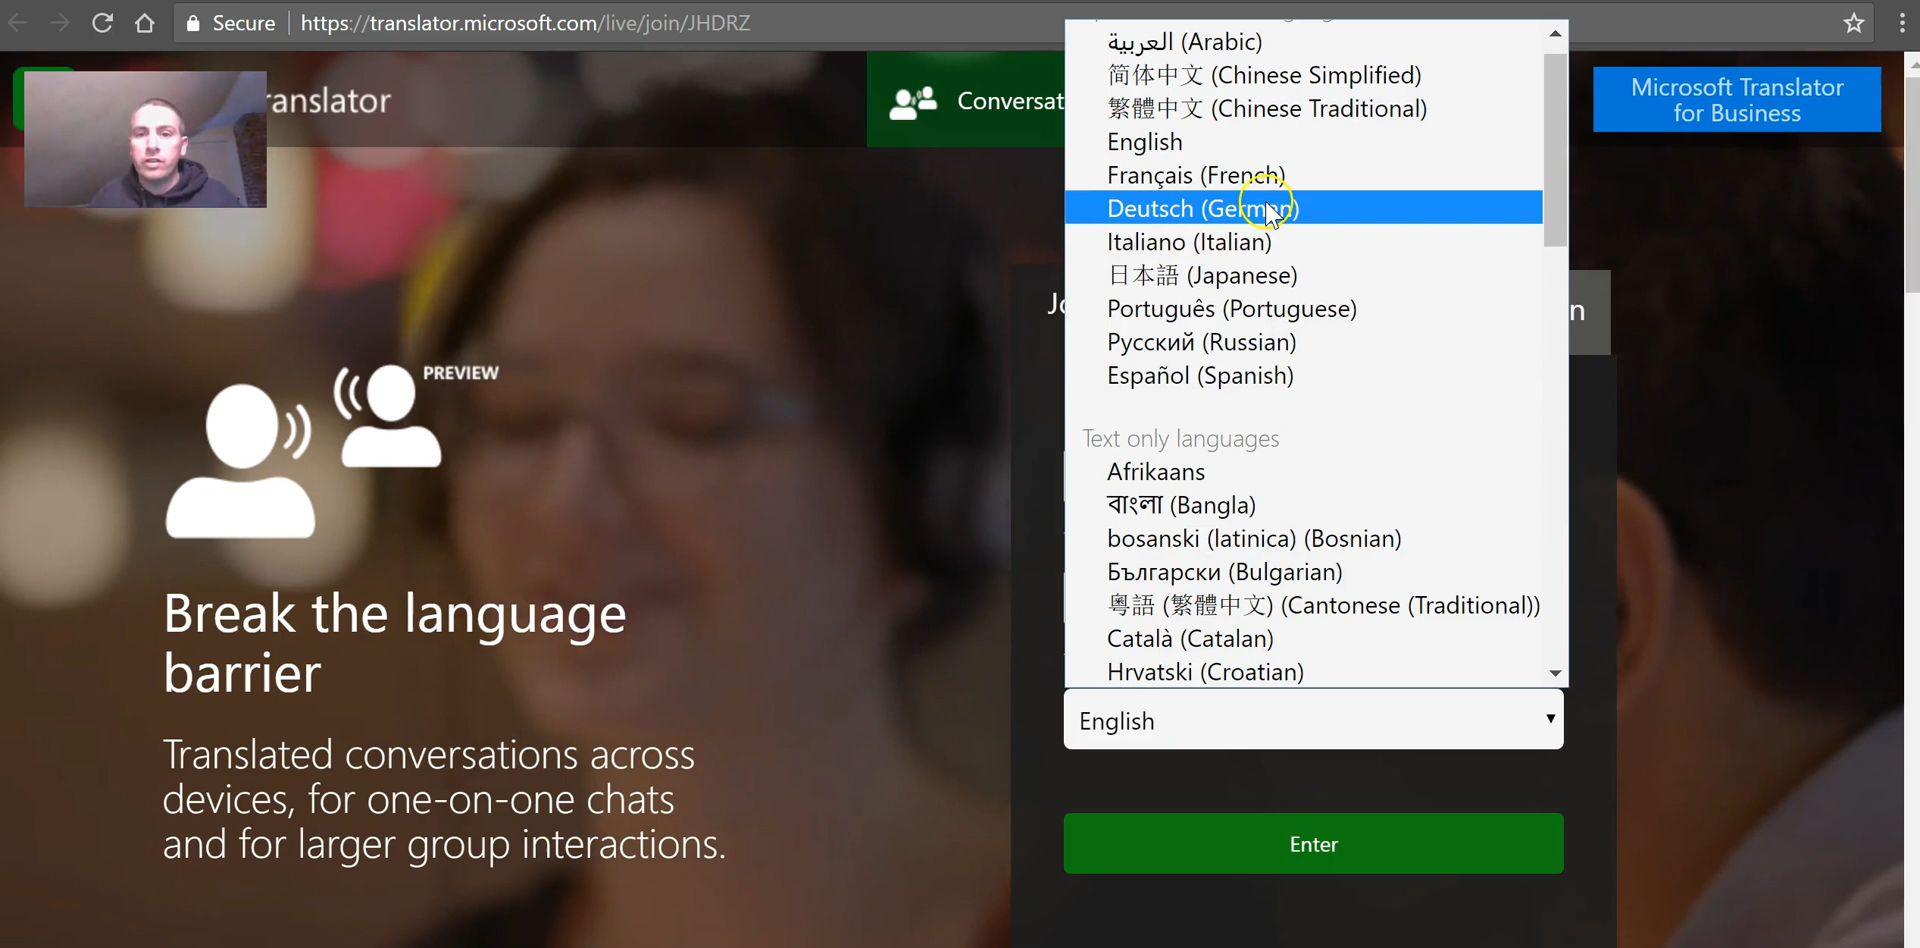 Secure
https://translator.microsoft.com/live/join/JHDRZ
Conversat
Microsoft Translator
for Business
PREVIEW
Break the language
barrier
Translated conversations across
devices, for one-on-one chats
and for larger group interactions.
العربية (Arabic)
简体中文 (Chinese Simplified)
繁體中文 (Chinese Traditional)
English
Français (French)
Deutsch (German)
Italiano (Italian)
日本語 (Japanese)
Português (Portuguese)
Русский (Russian)
Español (Spanish)
Text only languages
Afrikaans
বাংলা (Bangla)
bosanski (latinica) (Bosnian)
Български (Bulgarian)
粵語 (繁體中文) (Cantonese (Traditional))
Català (Catalan)
Hrvatski (Croatian)
English
Enter